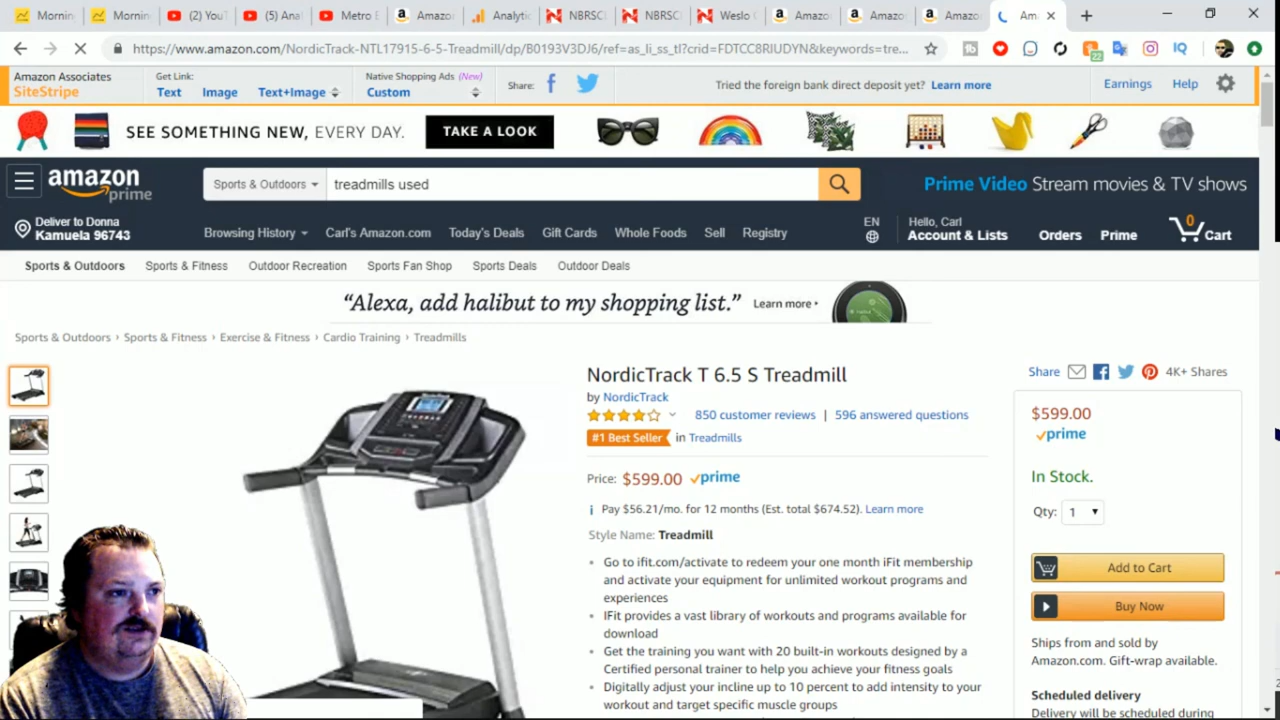 Mornin
Mornin
(2) YouT
(5) Ana
Metro E
Amazo
Analytic
NBRSC
NBRSC
Weslo
Amazo
Amazo
Amazo
Am
https://www.amazon.com/NordicTrack-NTL17915-6-5-Treadmill/dp/B0193V3DJ6/ref=as_li_ss_tl?crid=FDTCC8RIUDYN&keywords=tre...
22
IQ
Amazon Associates
SiteStripe
Get Link:
Text
Image
Text+Image
Native Shopping Ads (New)
Custom
Share:
Tried the foreign bank direct deposit yet? Learn more
Earnings
Help
SEE SOMETHING NEW, EVERY DAY.
TAKE A LOOK
amazon
prime
Sports & Outdoors
treadmills used
Prime Video Stream movies & TV shows
Deliver to Donna
Kamuela 96743
Browsing History
Carl's Amazon.com
Today's Deals
Gift Cards
Whole Foods
Sell
Registry
EN
Hello, Carl
Account & Lists
Orders
Prime
0
Cart
Sports & Outdoors
Sports & Fitness
Outdoor Recreation
Sports Fan Shop
Sports Deals
Outdoor Deals
“Alexa, add halibut to my shopping list.”
Learn more ›
Sports & Outdoors › Sports & Fitness › Exercise & Fitness › Cardio Training › Treadmills
NordicTrack T 6.5 S Treadmill
by NordicTrack
850 customer reviews | 596 answered questions
#1 Best Seller in Treadmills
Price: $599.00 prime
Pay $56.21/mo. for 12 months (Est. total $674.52). Learn more
Style Name: Treadmill
Go to ifit.com/activate to redeem your one month iFit membership
and activate your equipment for unlimited workout programs and
experiences
IFit provides a vast library of workouts and programs available for
download
Get the training you want with 20 built-in workouts designed by a
Certified personal trainer to help you achieve your fitness goals
Digitally adjust your incline up to 10 percent to add intensity to your
workout and target specific muscle groups
Share
4K+ Shares
$599.00
prime
In Stock.
Qty: 1
Add to Cart
Buy Now
Ships from and sold by
Amazon.com. Gift-wrap available.
Scheduled delivery
Delivery will be scheduled during